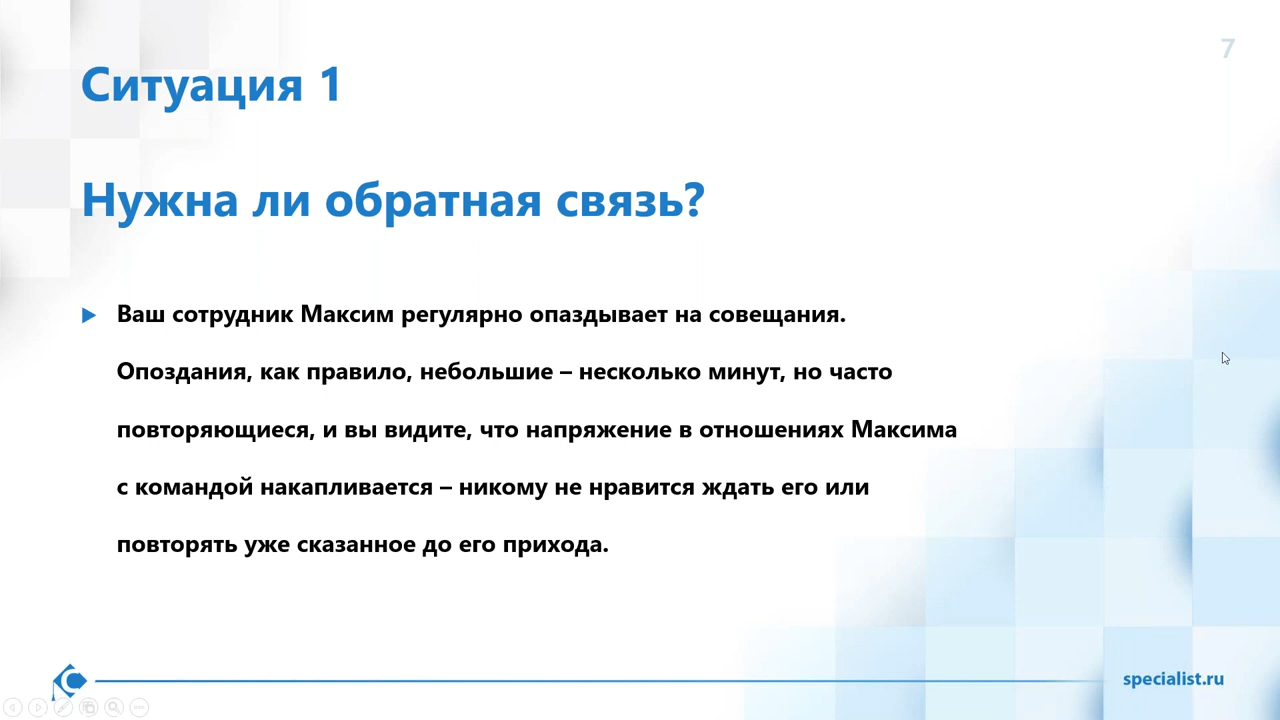 7
Ситуация 1
Нужна ли обратная связь?
Ваш сотрудник Максим регулярно опаздывает на совещания.
Опоздания, как правило, небольшие – несколько минут, но часто
повторяющиеся, и вы видите, что напряжение в отношениях Максима
с командой накапливается – никому не нравится ждать его или
повторять уже сказанное до его прихода.
specialist.ru